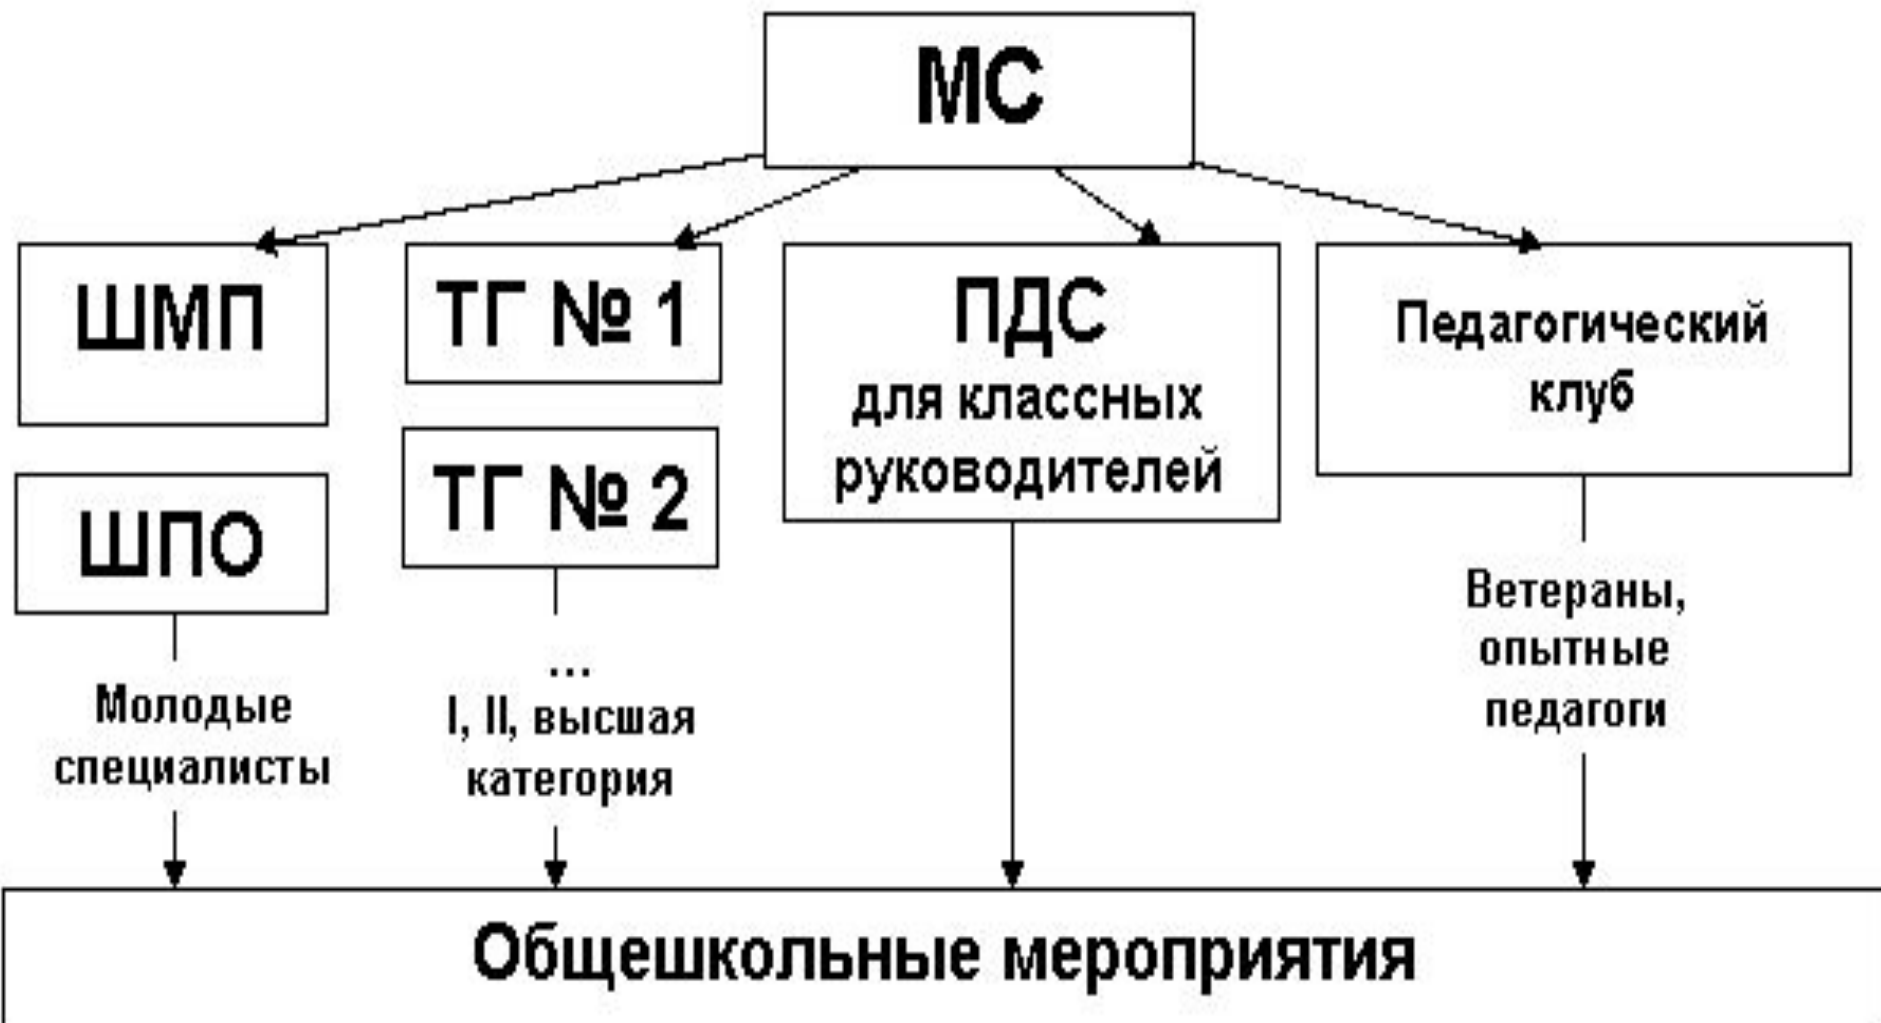 МС
ШМП
ШПО
Молодые
специалисты
ТГ № 1
ТГ № 2
...
I, II, высшая
категория
ПДС
для классных
руководителей
Педагогический
клуб
Ветераны,
опытные
педагоги
Общешкольные мероприятия